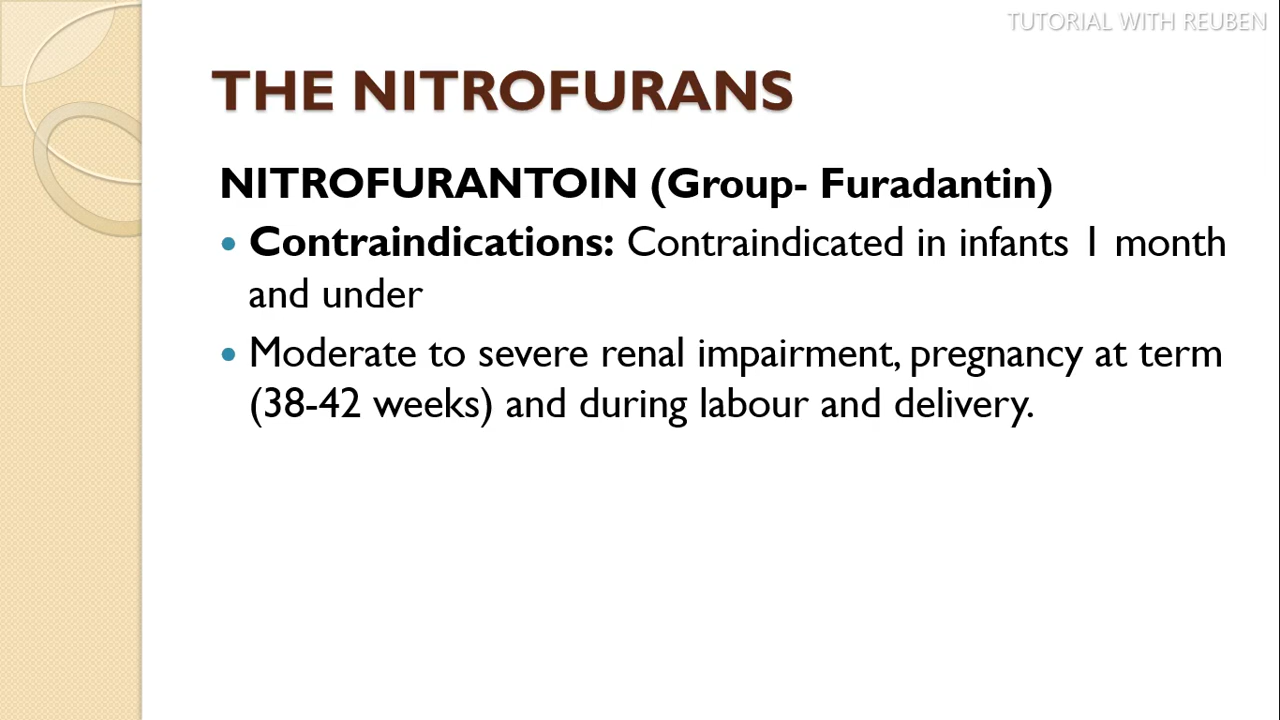 TUTORIAL WITH REUBEN
THE NITROFURANS
NITROFURANTOIN (Group- Furadantin)
• Contraindications: Contraindicated in infants 1 month
and under
• Moderate to severe renal impairment, pregnancy at term
(38-42 weeks) and during labour and delivery.